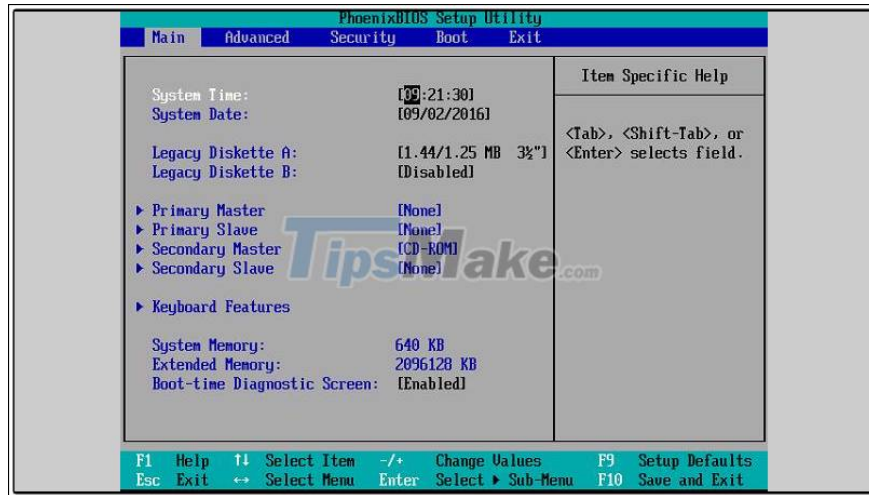 PhoenixBIOS Setup Utility
Main Advanced Security Boot Exit
Item Specific Help
System Time: [09:21:30]
System Date: [09/02/2016]
<Tab>, <Shift-Tab>, or
<Enter> selects field.
Legacy Diskette A: [1.44/1.25 MB 3½"]
Legacy Diskette B: [Disabled]
▶ Primary Master [None]
▶ Primary Slave [None]
▶ Secondary Master [CD-ROM]
▶ Secondary Slave [None]
▶ Keyboard Features
System Memory: 640 KB
Extended Memory: 2096128 KB
Boot-time Diagnostic Screen: [Enabled]
TipsMake.com
F1 Help ↑↓ Select Item -/+ Change Values F9 Setup Defaults
Esc Exit ↔ Select Menu Enter Select ▶ Sub-Menu F10 Save and Exit